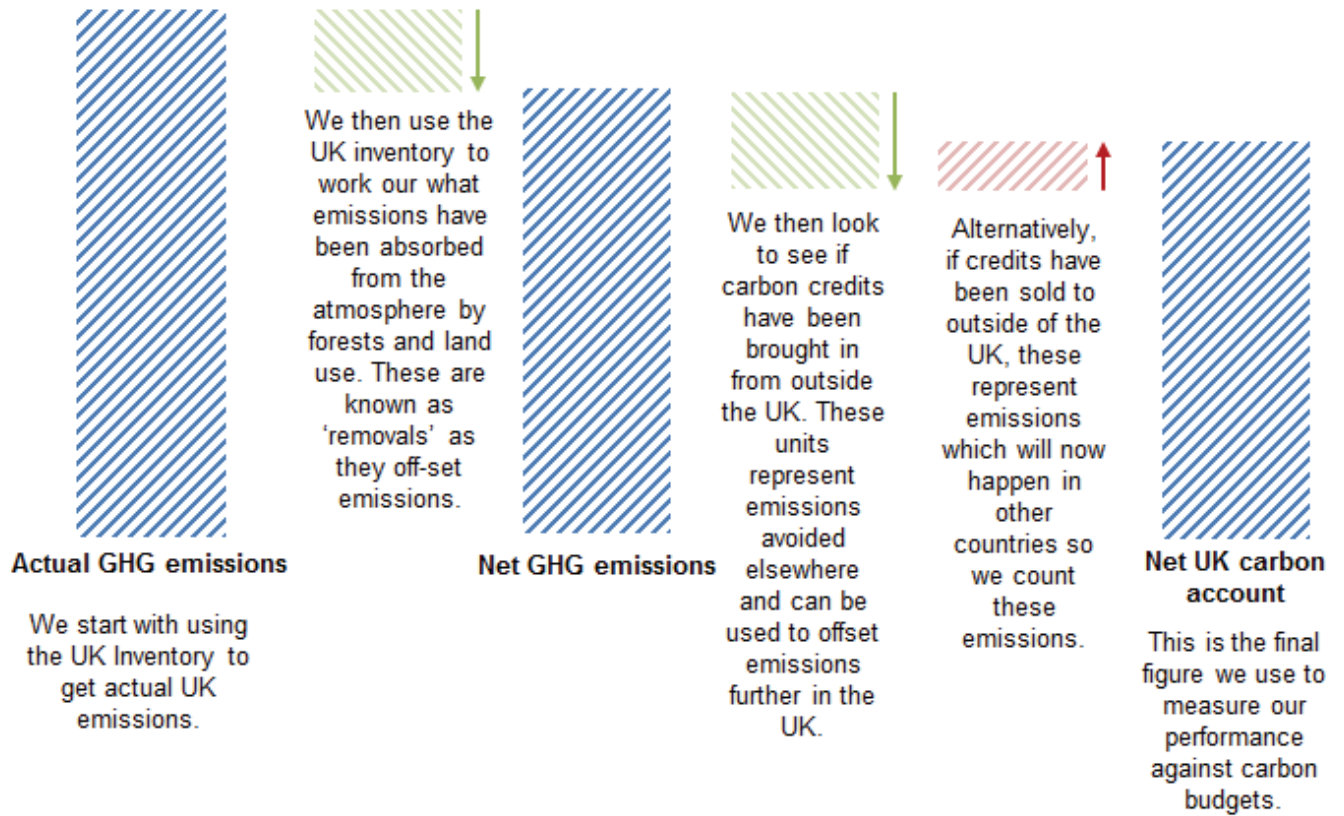 Actual GHG emissions
We start with using
the UK Inventory to
get actual UK
emissions.
We then use the
UK inventory to
work our what
emissions have
been absorbed
from the
atmosphere by
forests and land
use. These are
known as
‘removals’ as
they off-set
emissions.
Net GHG emissions
We then look
to see if
carbon credits
have been
brought in
from outside
the UK. These
units
represent
emissions
avoided
elsewhere
and can be
used to offset
emissions
further in the
UK.
Alternatively,
if credits have
been sold to
outside of the
UK, these
represent
emissions
which will now
happen in
other
countries so
we count
these
emissions.
Net UK carbon
account
This is the final
figure we use to
measure our
performance
against carbon
budgets.